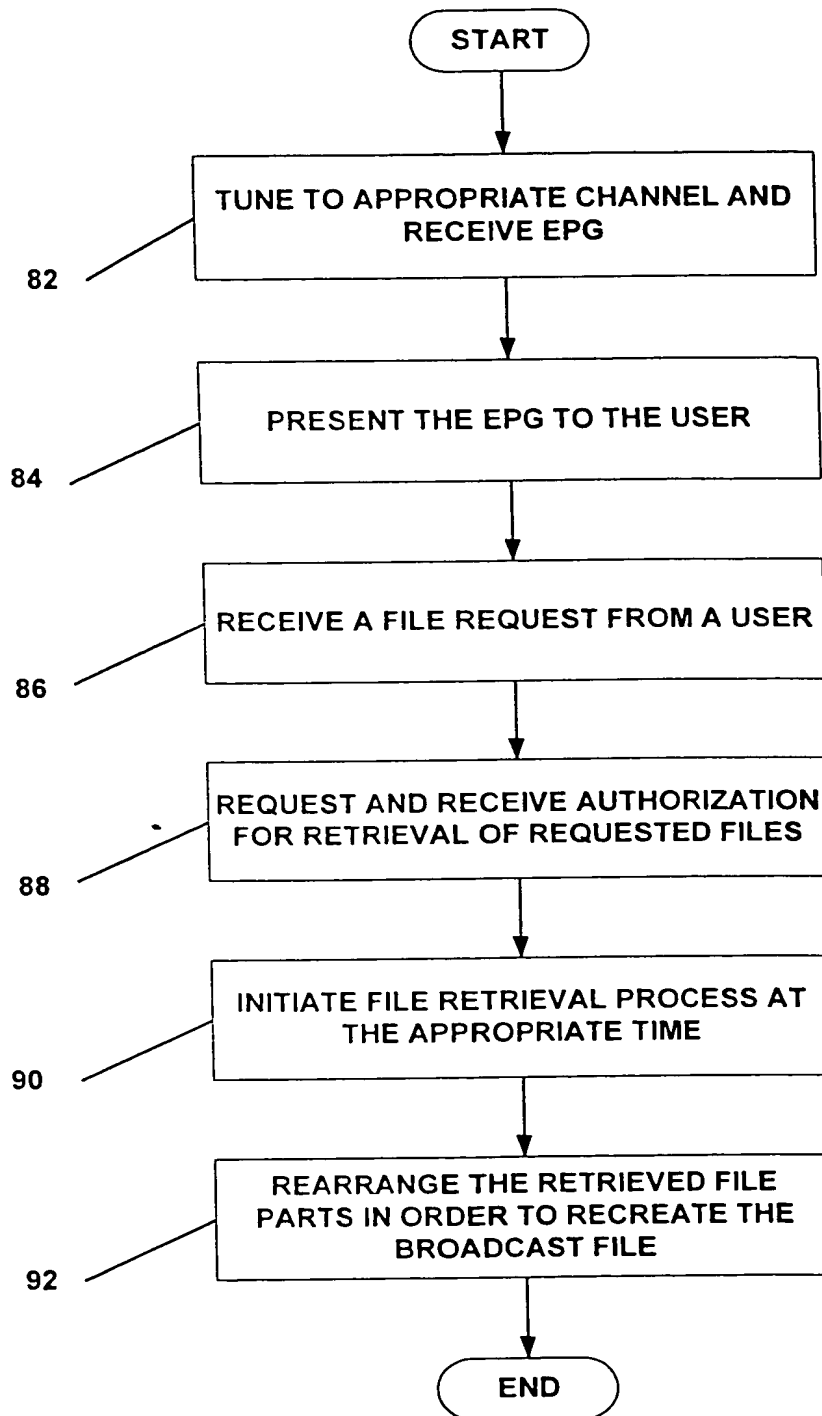 START
TUNE TO APPROPRIATE CHANNEL AND
RECEIVE EPG
82
PRESENT THE EPG TO THE USER
84
RECEIVE A FILE REQUEST FROM A USER
86
REQUEST AND RECEIVE AUTHORIZATION
FOR RETRIEVAL OF REQUESTED FILES
88
INITIATE FILE RETRIEVAL PROCESS AT
THE APPROPRIATE TIME
90
REARRANGE THE RETRIEVED FILE
PARTS IN ORDER TO RECREATE THE
BROADCAST FILE
92
END